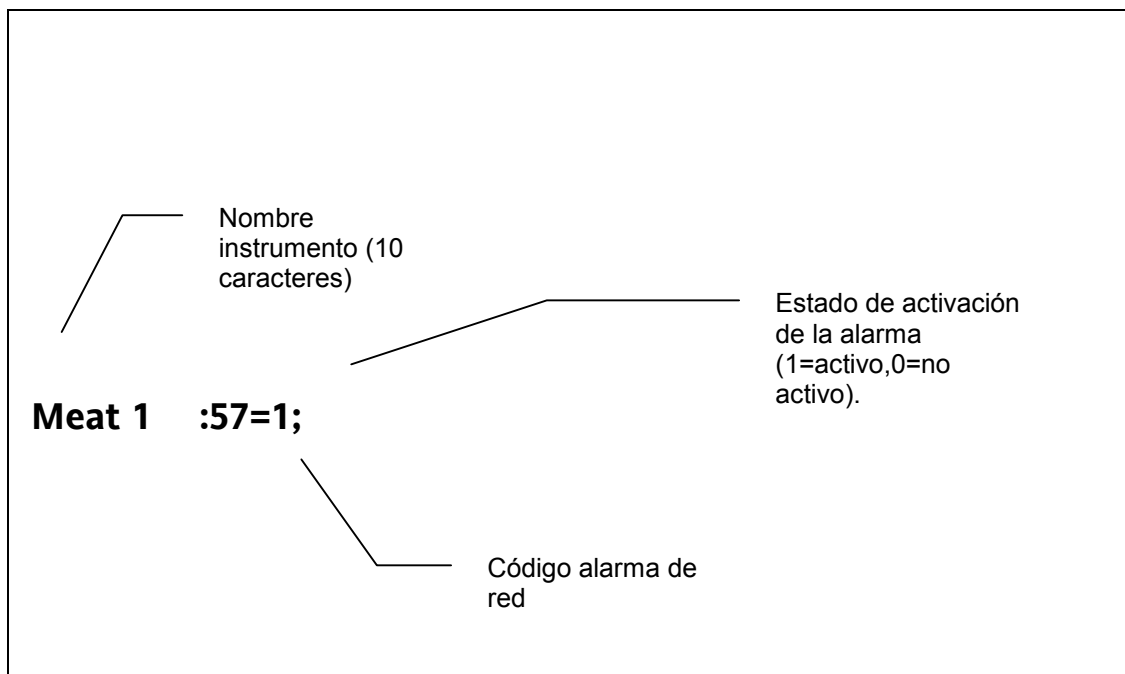 Nombre
instrumento (10
caracteres)
Estado de activación
de la alarma
(1=activo,0=no
activo).
Meat 1    :57=1;
Código alarma de
red